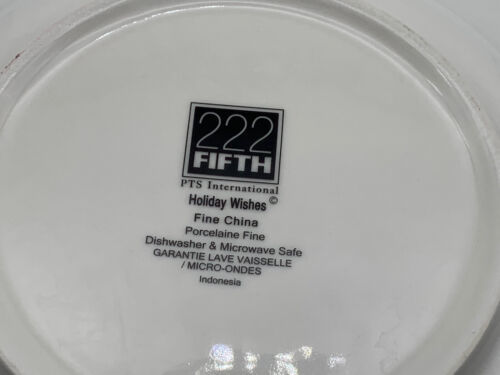 222
FIFTH
PTS International
Holiday Wishes ©
Fine China
Porcelaine Fine
Dishwasher & Microwave Safe
GARANTIE LAVE VAISSELLE
/ MICRO-ONDES
Indonesia